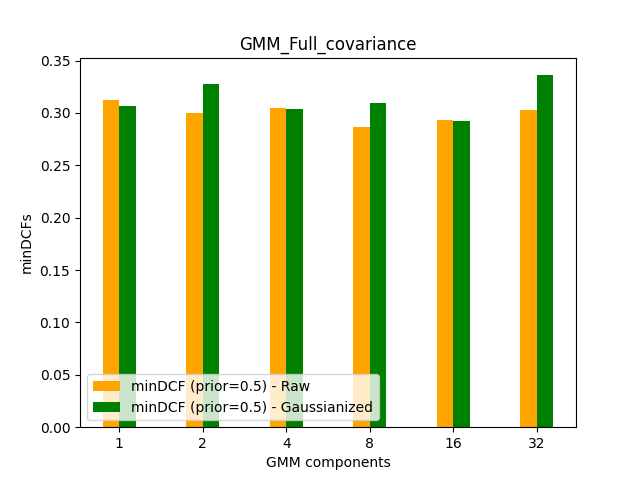 GMM_Full_covariance
minDCFs
0.35
0.30
0.25
0.20
0.15
0.10
0.05
0.00
minDCF (prior=0.5) - Raw
minDCF (prior=0.5) - Gaussianized
1 2 4 8 16 32
GMM components